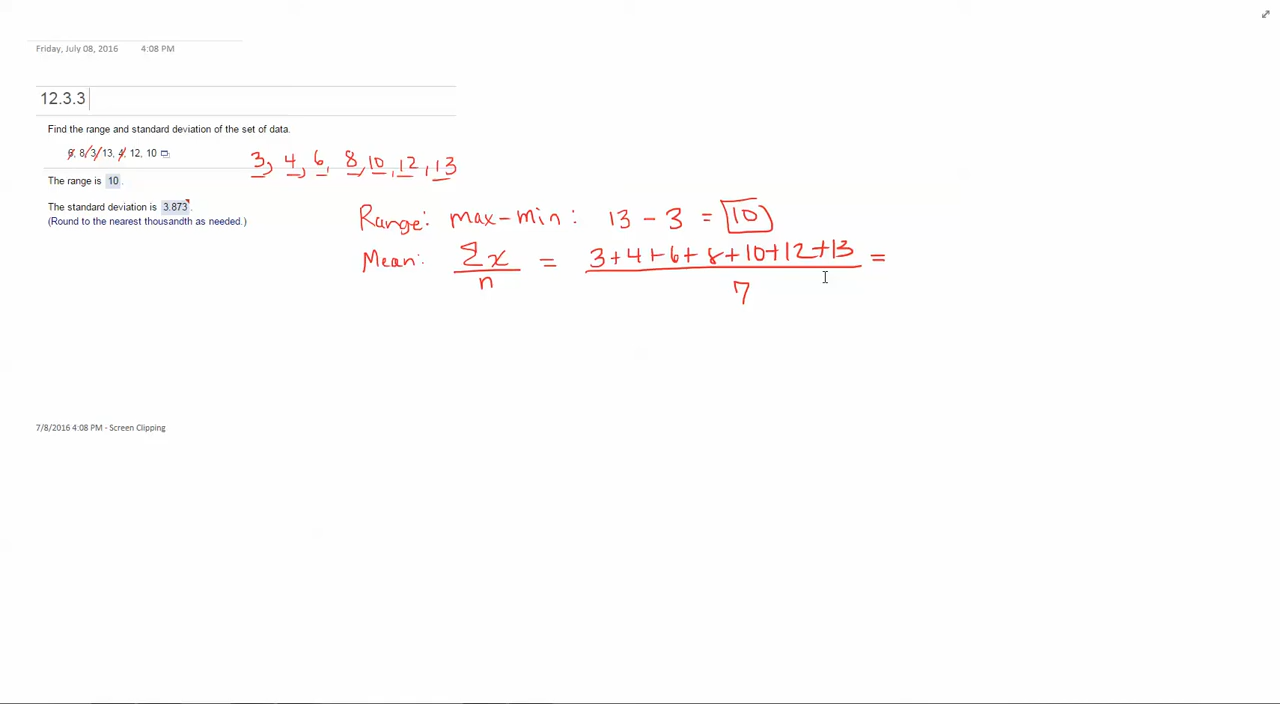 Friday, July 08, 2016 4:08 PM
12.3.3
Find the range and standard deviation of the set of data.
6, 8, 3, 13, 4, 12, 10
3, 4, 6, 8, 10, 12, 13
The range is 10.
The standard deviation is 3.873.
(Round to the nearest thousandth as needed.)
Range: max-min: 13 - 3 = 10
Mean: Σx / n = 3+4+6+8+10+12+13 / 7 =
7/8/2016 4:08 PM - Screen Clipping